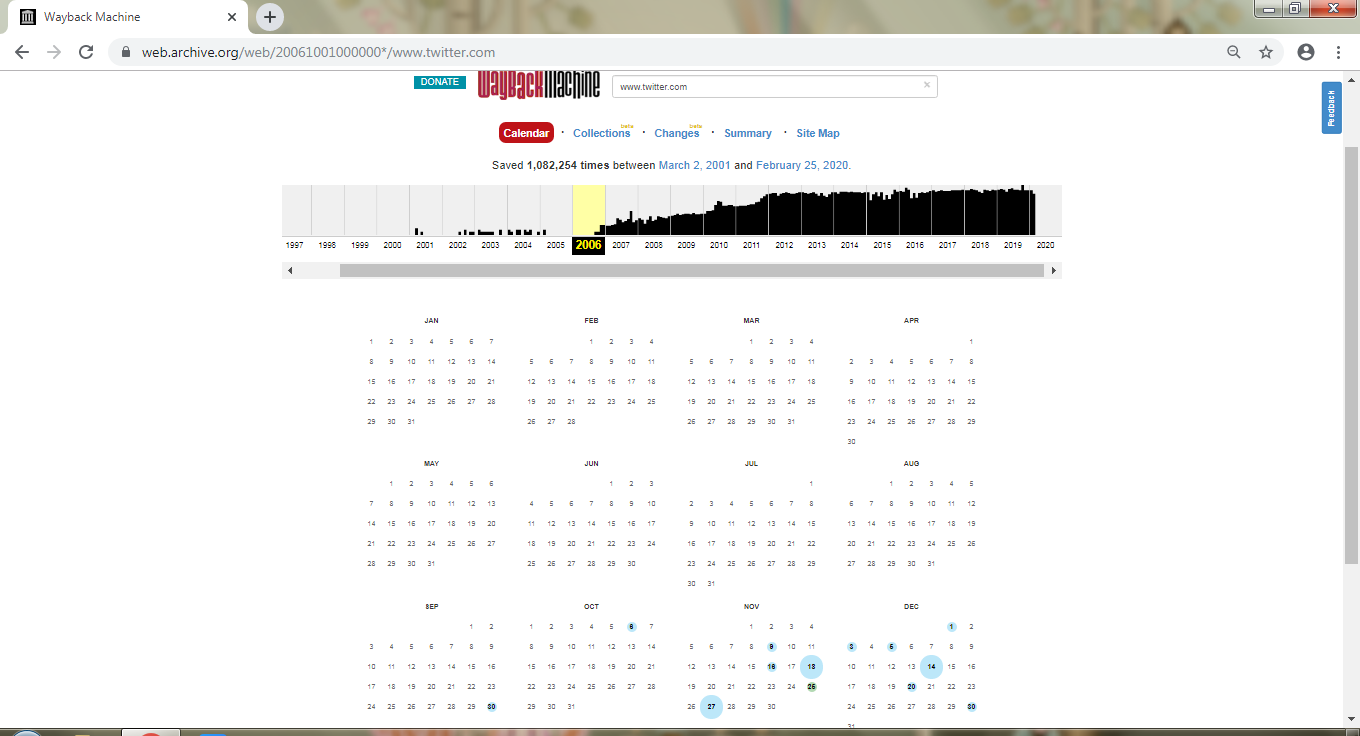 Wayback Machine
web.archive.org/web/20061001000000*/www.twitter.com
DONATE WayBackMachine www.twitter.com
Feedback
Calendar · Collections beta · Changes beta · Summary · Site Map
Saved 1,082,254 times between March 2, 2001 and February 25, 2020.
1997 1998 1999 2000 2001 2002 2003 2004 2005 2006 2007 2008 2009 2010 2011 2012 2013 2014 2015 2016 2017 2018 2019 2020
JAN
1 2 3 4 5 6 7
8 9 10 11 12 13 14
15 16 17 18 19 20 21
22 23 24 25 26 27 28
29 30 31
FEB
1 2 3 4
5 6 7 8 9 10 11
12 13 14 15 16 17 18
19 20 21 22 23 24 25
26 27 28
MAR
1 2 3 4
5 6 7 8 9 10 11
12 13 14 15 16 17 18
19 20 21 22 23 24 25
26 27 28 29 30 31
APR
1
2 3 4 5 6 7 8
9 10 11 12 13 14 15
16 17 18 19 20 21 22
23 24 25 26 27 28 29
30
MAY
1 2 3 4 5 6
7 8 9 10 11 12 13
14 15 16 17 18 19 20
21 22 23 24 25 26 27
28 29 30 31
JUN
1 2 3
4 5 6 7 8 9 10
11 12 13 14 15 16 17
18 19 20 21 22 23 24
25 26 27 28 29 30
JUL
1
2 3 4 5 6 7 8
9 10 11 12 13 14 15
16 17 18 19 20 21 22
23 24 25 26 27 28 29
30 31
AUG
1 2 3 4 5
6 7 8 9 10 11 12
13 14 15 16 17 18 19
20 21 22 23 24 25 26
27 28 29 30 31
SEP
1 2
3 4 5 6 7 8 9
10 11 12 13 14 15 16
17 18 19 20 21 22 23
24 25 26 27 28 29 30
OCT
1 2 3 4 5 6 7
8 9 10 11 12 13 14
15 16 17 18 19 20 21
22 23 24 25 26 27 28
29 30 31
NOV
1 2 3 4
5 6 7 8 9 10 11
12 13 14 15 16 17 18
19 20 21 22 23 24 25
26 27 28 29 30
DEC
1 2
3 4 5 6 7 8 9
10 11 12 13 14 15 16
17 18 19 20 21 22 23
24 25 26 27 28 29 30
31